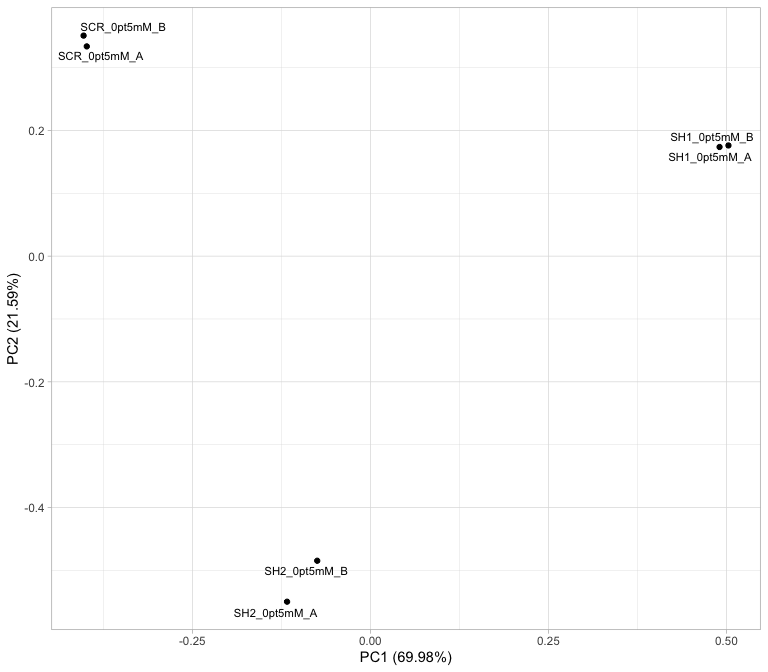 SCR_0pt5mM_B
SCR_0pt5mM_A
SH1_0pt5mM_B
SH1_0pt5mM_A
SH2_0pt5mM_B
SH2_0pt5mM_A
0.2
0.0
-0.2
-0.4
PC2 (21.59%)
-0.25 0.00 0.25 0.50
PC1 (69.98%)